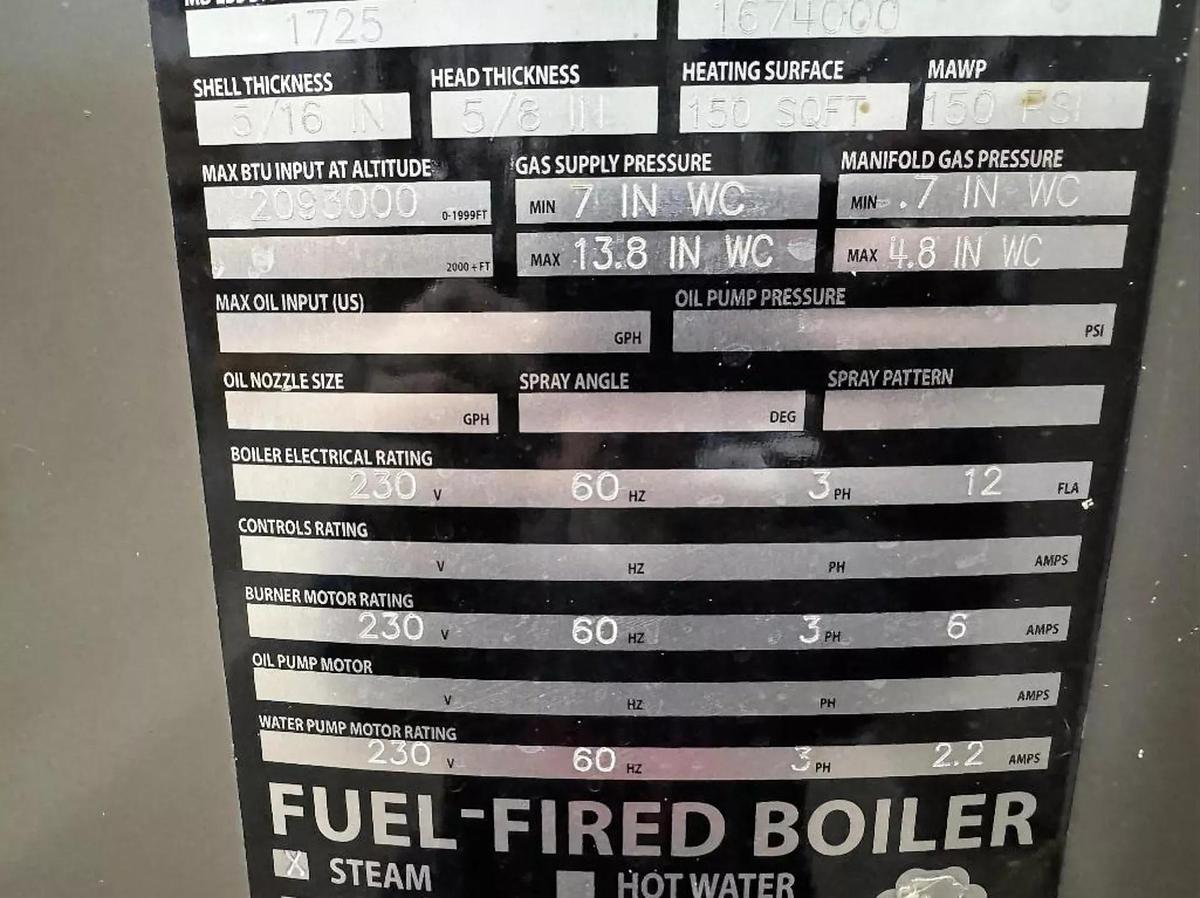 1725 1674000
SHELL THICKNESS HEAD THICKNESS HEATING SURFACE MAWP
5/16 IN 5/8 IN 150 SQFT 150 PSI
MAX BTU INPUT AT ALTITUDE GAS SUPPLY PRESSURE MANIFOLD GAS PRESSURE
2093000 0-1999FT MIN 7 IN WC MIN .7 IN WC
2000+FT MAX 13.8 IN WC MAX 4.8 IN WC
MAX OIL INPUT (US) OIL PUMP PRESSURE
GPH PSI
OIL NOZZLE SIZE SPRAY ANGLE SPRAY PATTERN
GPH DEG
BOILER ELECTRICAL RATING
230 V 60 HZ 3 PH 12 FLA
CONTROLS RATING
V HZ PH AMPS
BURNER MOTOR RATING
230 V 60 HZ 3 PH 6 AMPS
OIL PUMP MOTOR
V HZ PH AMPS
WATER PUMP MOTOR RATING
230 V 60 HZ 3 PH 2.2 AMPS
FUEL-FIRED BOILER
X STEAM HOT WATER